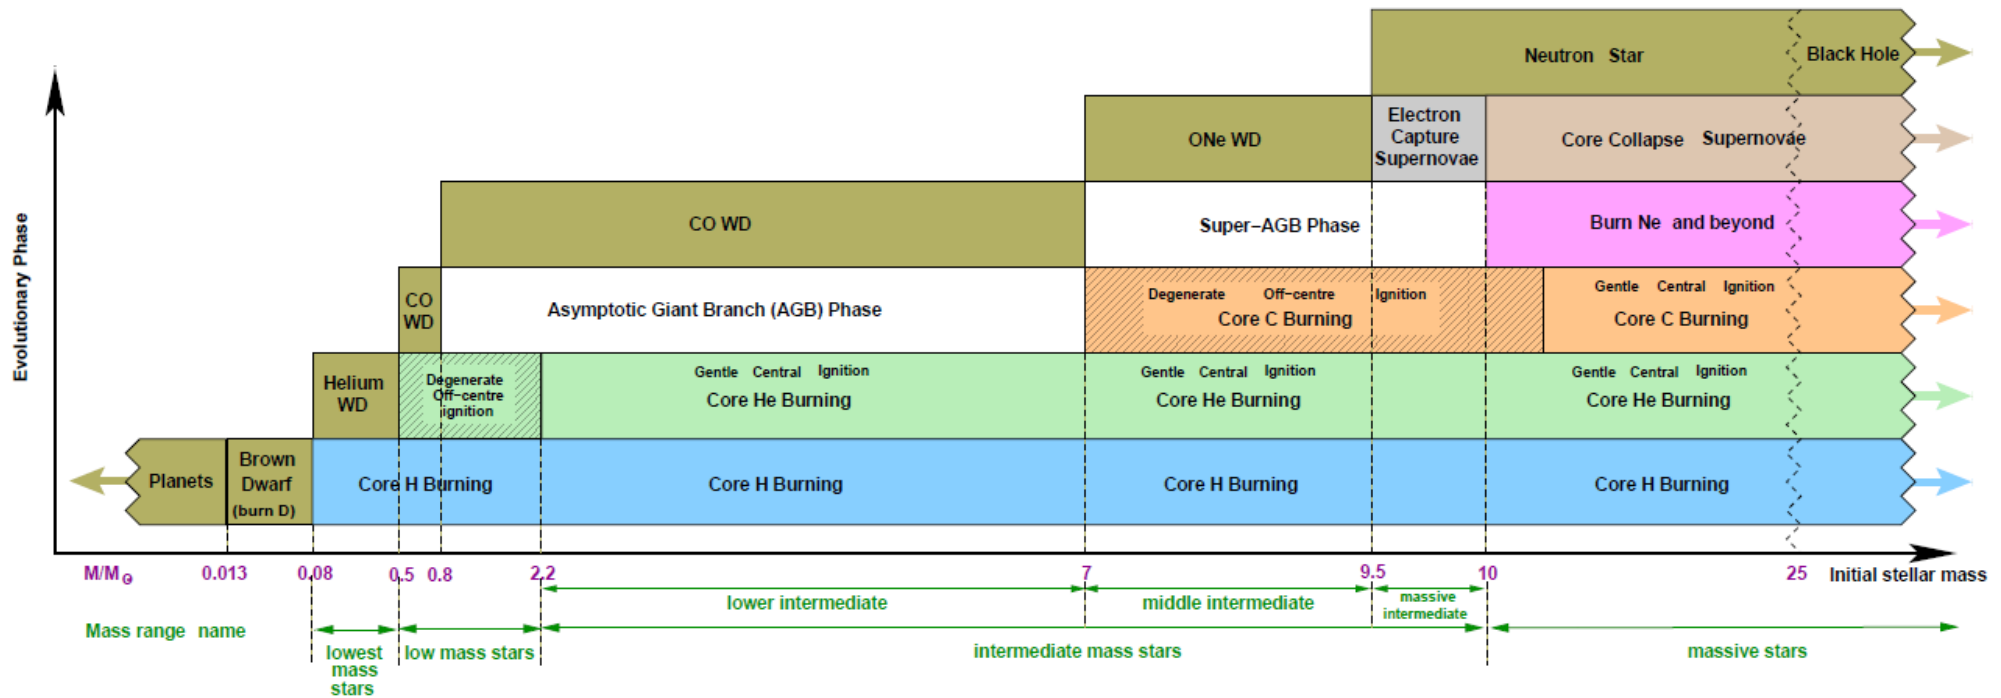 Neutron Star
Black Hole
ONe WD
Electron
Capture
Supernovae
Core Collapse Supernovae
CO WD
Super-AGB Phase
Burn Ne and beyond
CO
WD
Asymptotic Giant Branch (AGB) Phase
Degenerate Off-centre Ignition
Core C Burning
Gentle Central Ignition
Core C Burning
Helium
WD
Degenerate
Off-centre
ignition
Gentle Central Ignition
Core He Burning
Gentle Central Ignition
Core He Burning
Gentle Central Ignition
Core He Burning
Planets
Brown
Dwarf
(burn D)
Core H Burning
Core H Burning
Core H Burning
Core H Burning
Evolutionary Phase
M/M⊙ 0.013 0.08 0.5 0.8 2.2 7 9.5 10 25 Initial stellar mass
lower intermediate
middle intermediate
massive
intermediate
Mass range name
lowest
mass
stars
low mass stars
intermediate mass stars
massive stars